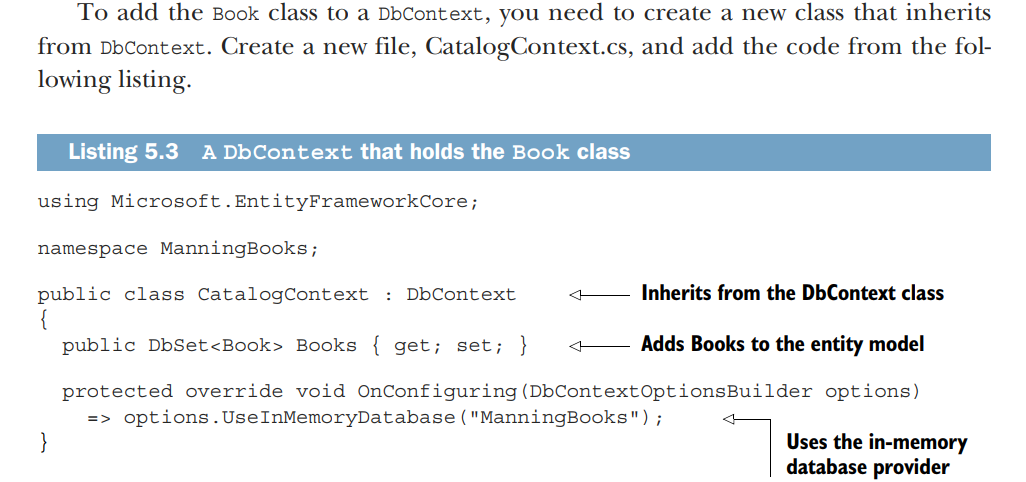 To add the Book class to a DbContext, you need to create a new class that inherits
from DbContext. Create a new file, CatalogContext.cs, and add the code from the fol-
lowing listing.
Listing 5.3 A DbContext that holds the Book class
using Microsoft.EntityFrameworkCore;
namespace ManningBooks;
public class CatalogContext : DbContext
Inherits from the DbContext class
{
public DbSet<Book> Books { get; set; }
Adds Books to the entity model
protected override void OnConfiguring(DbContextOptionsBuilder options)
=> options.UseInMemoryDatabase("ManningBooks");
}
Uses the in-memory
database provider